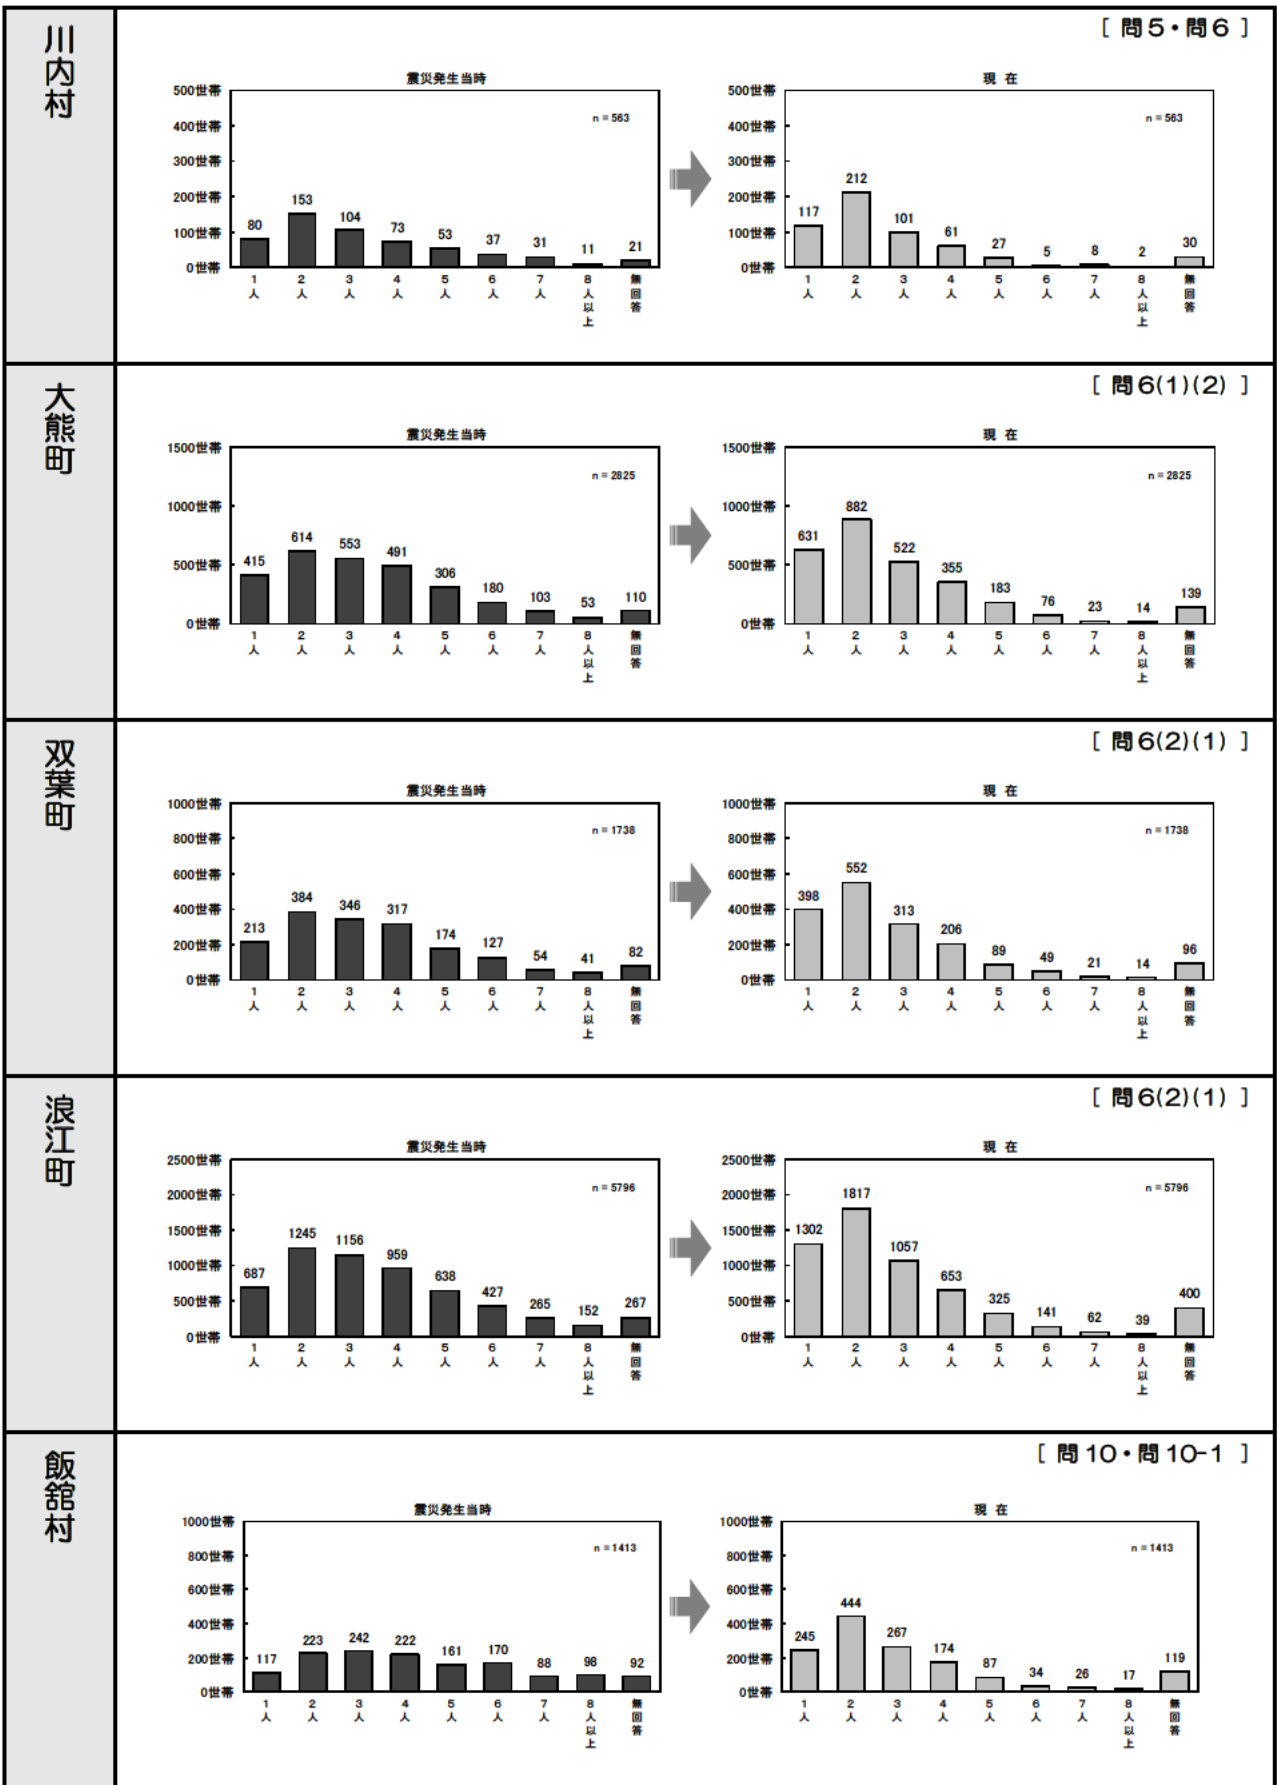 川内村
[ 問5・問6 ]
震災発生当時
500世帯
400世帯
300世帯
200世帯
100世帯
0世帯
n = 563
80 153 104 73 53 37 31 11 21
1人 2人 3人 4人 5人 6人 7人 8人以上 無回答
現 在
500世帯
400世帯
300世帯
200世帯
100世帯
0世帯
n = 563
117 212 101 61 27 5 8 2 30
1人 2人 3人 4人 5人 6人 7人 8人以上 無回答
大熊町
[ 問6(1)(2) ]
震災発生当時
1500世帯
1000世帯
500世帯
0世帯
n = 2825
415 614 553 491 306 180 103 53 110
1人 2人 3人 4人 5人 6人 7人 8人以上 無回答
現 在
1500世帯
1000世帯
500世帯
0世帯
n = 2825
631 882 522 355 183 76 23 14 139
1人 2人 3人 4人 5人 6人 7人 8人以上 無回答
双葉町
[ 問6(2)(1) ]
震災発生当時
1000世帯
800世帯
600世帯
400世帯
200世帯
0世帯
n = 1738
213 384 346 317 174 127 54 41 82
1人 2人 3人 4人 5人 6人 7人 8人以上 無回答
現 在
1000世帯
800世帯
600世帯
400世帯
200世帯
0世帯
n = 1738
398 552 313 206 89 49 21 14 96
1人 2人 3人 4人 5人 6人 7人 8人以上 無回答
浪江町
[ 問6(2)(1) ]
震災発生当時
2500世帯
2000世帯
1500世帯
1000世帯
500世帯
0世帯
n = 5796
687 1245 1156 959 638 427 265 152 267
1人 2人 3人 4人 5人 6人 7人 8人以上 無回答
現 在
2500世帯
2000世帯
1500世帯
1000世帯
500世帯
0世帯
n = 5796
1302 1817 1057 653 325 141 62 39 400
1人 2人 3人 4人 5人 6人 7人 8人以上 無回答
飯舘村
[ 問10・問10-1 ]
震災発生当時
1000世帯
800世帯
600世帯
400世帯
200世帯
0世帯
n = 1413
117 223 242 222 161 170 88 98 92
1人 2人 3人 4人 5人 6人 7人 8人以上 無回答
現 在
1000世帯
800世帯
600世帯
400世帯
200世帯
0世帯
n = 1413
245 444 267 174 87 34 26 17 119
1人 2人 3人 4人 5人 6人 7人 8人以上 無回答